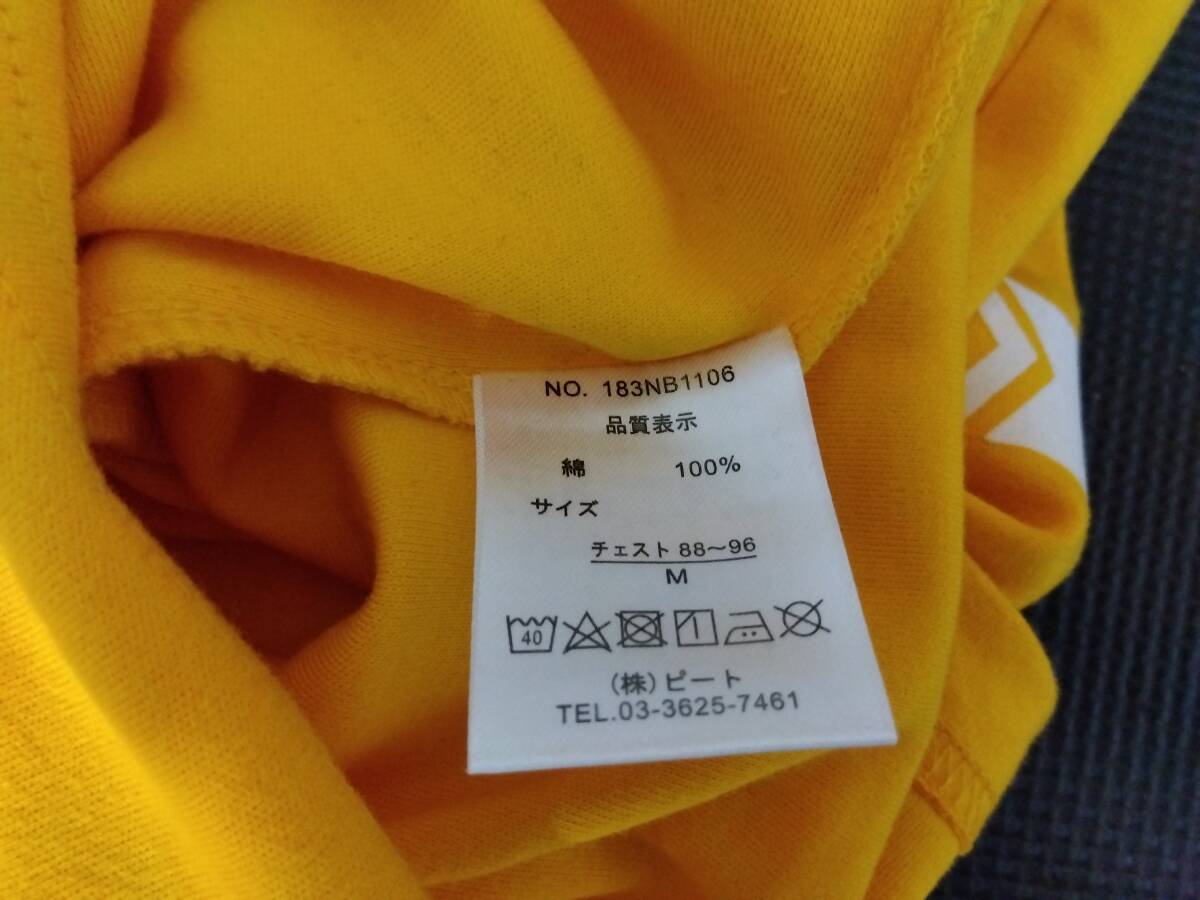 NO. 183NB1106
品質表示
綿 100%
サイズ
チェスト 88～96
M
40
(株)ピート
TEL.03-3625-7461